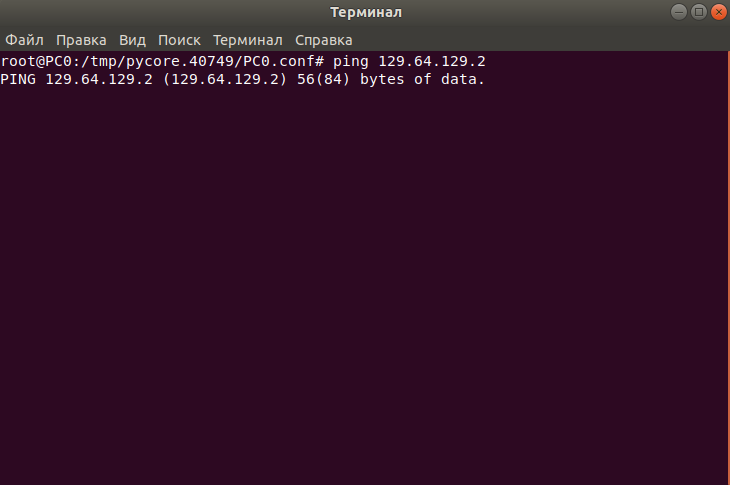 Терминал
Файл Правка Вид Поиск Терминал Справка
root@PC0:/tmp/pycore.40749/PC0.conf# ping 129.64.129.2
PING 129.64.129.2 (129.64.129.2) 56(84) bytes of data.